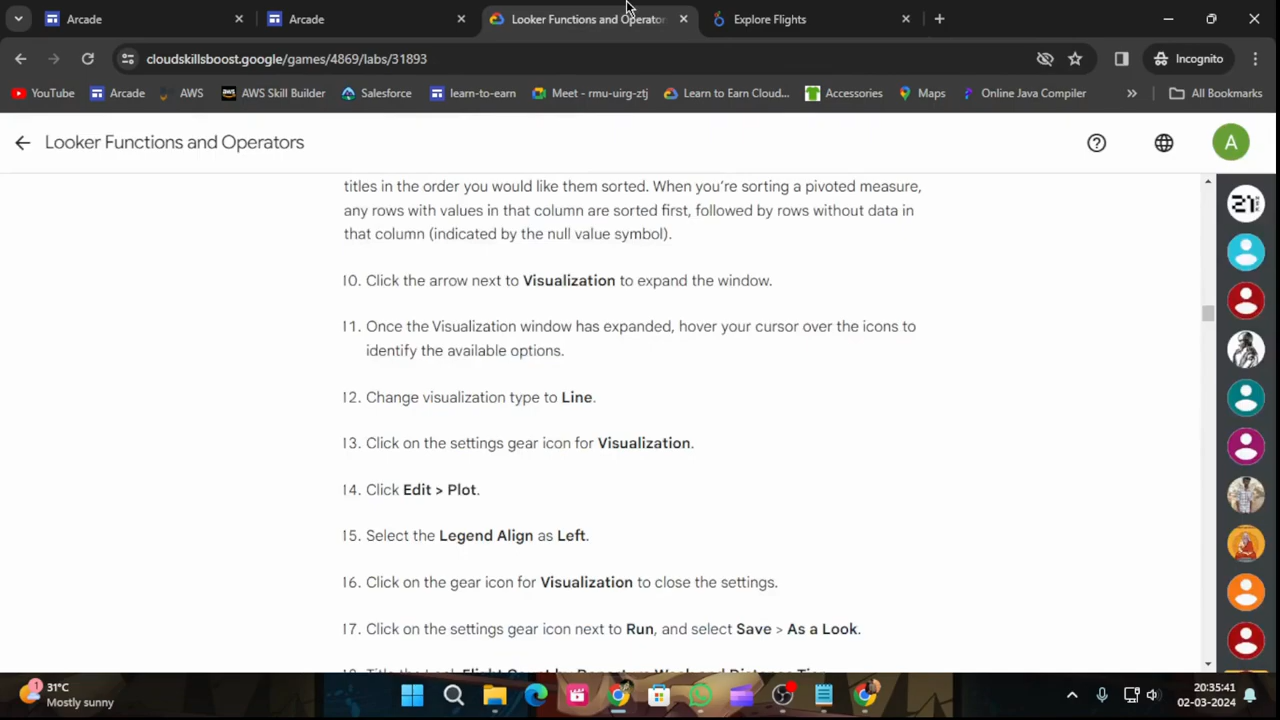 Arcade
Arcade
Looker Functions and Operator
Explore Flights
cloudskillsboost.google/games/4869/labs/31893
Incognito
YouTube
Arcade
AWS
AWS Skill Builder
Salesforce
learn-to-earn
Meet - rmu-uirg-ztj
Learn to Earn Cloud...
Accessories
Maps
Online Java Compiler
All Bookmarks
Looker Functions and Operators
A
titles in the order you would like them sorted. When you're sorting a pivoted measure,
any rows with values in that column are sorted first, followed by rows without data in
that column (indicated by the null value symbol).
10. Click the arrow next to Visualization to expand the window.
11. Once the Visualization window has expanded, hover your cursor over the icons to
identify the available options.
12. Change visualization type to Line.
13. Click on the settings gear icon for Visualization.
14. Click Edit > Plot.
15. Select the Legend Align as Left.
16. Click on the gear icon for Visualization to close the settings.
17. Click on the settings gear icon next to Run, and select Save > As a Look.
21
1
31°C
Mostly sunny
20:35:41
02-03-2024